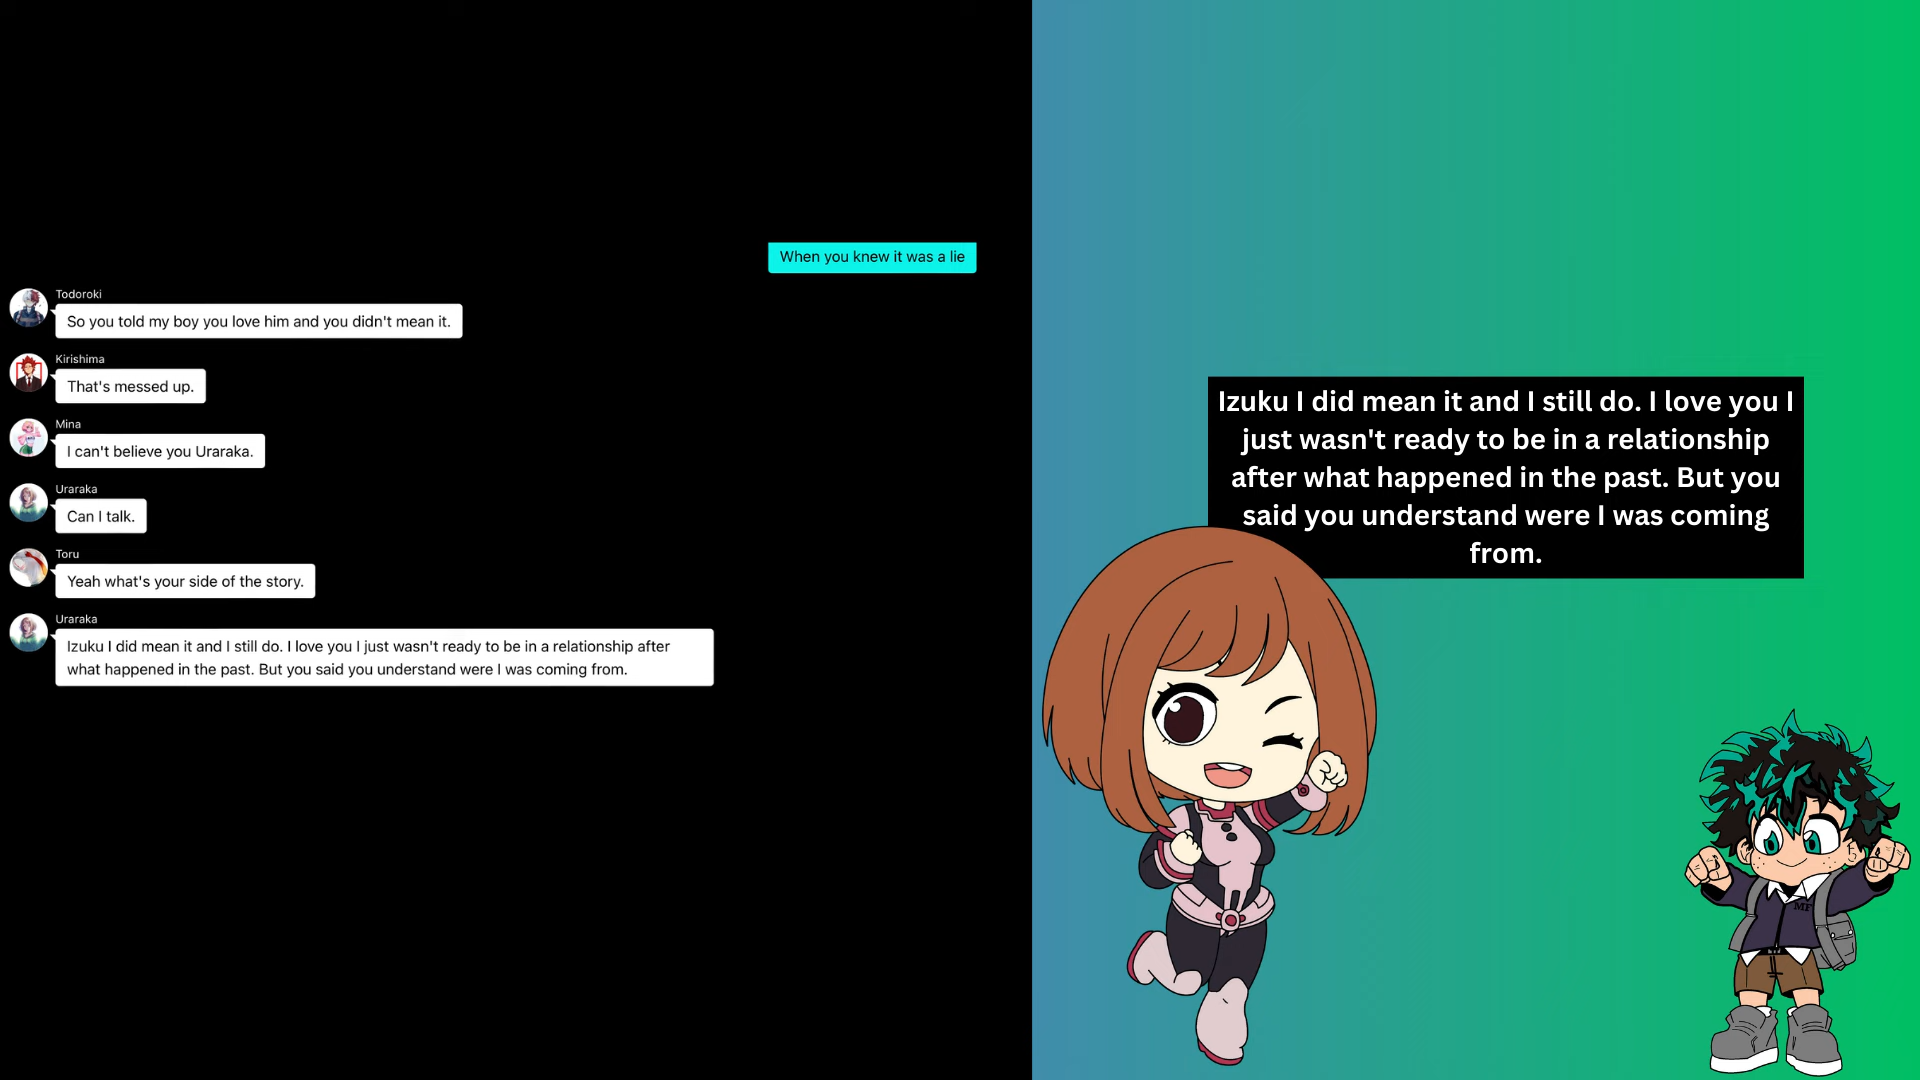 When you knew it was a lie
Todoroki
So you told my boy you love him and you didn't mean it.
Kirishima
That's messed up.
Mina
I can't believe you Uraraka.
Uraraka
Can I talk.
Toru
Yeah what's your side of the story.
Uraraka
Izuku I did mean it and I still do. I love you I just wasn't ready to be in a relationship after
what happened in the past. But you said you understand were I was coming from.
Izuku I did mean it and I still do. I love you I
just wasn't ready to be in a relationship
after what happened in the past. But you
said you understand were I was coming
from.